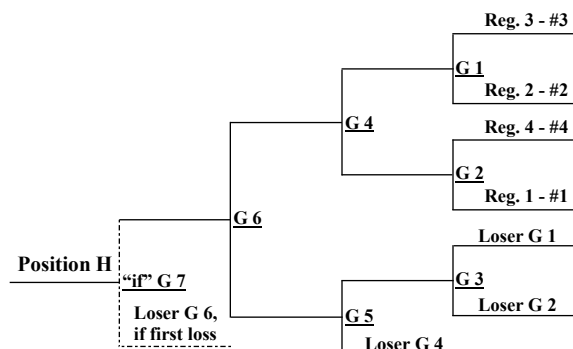 Reg. 3 - #3
G 1
Reg. 2 - #2
G 4
Reg. 4 - #4
G 2
Reg. 1 - #1
G 6
Loser G 1
Position H
“if” G 7
G 3
Loser G 6,
if first loss
G 5
Loser G 2
Loser G 4